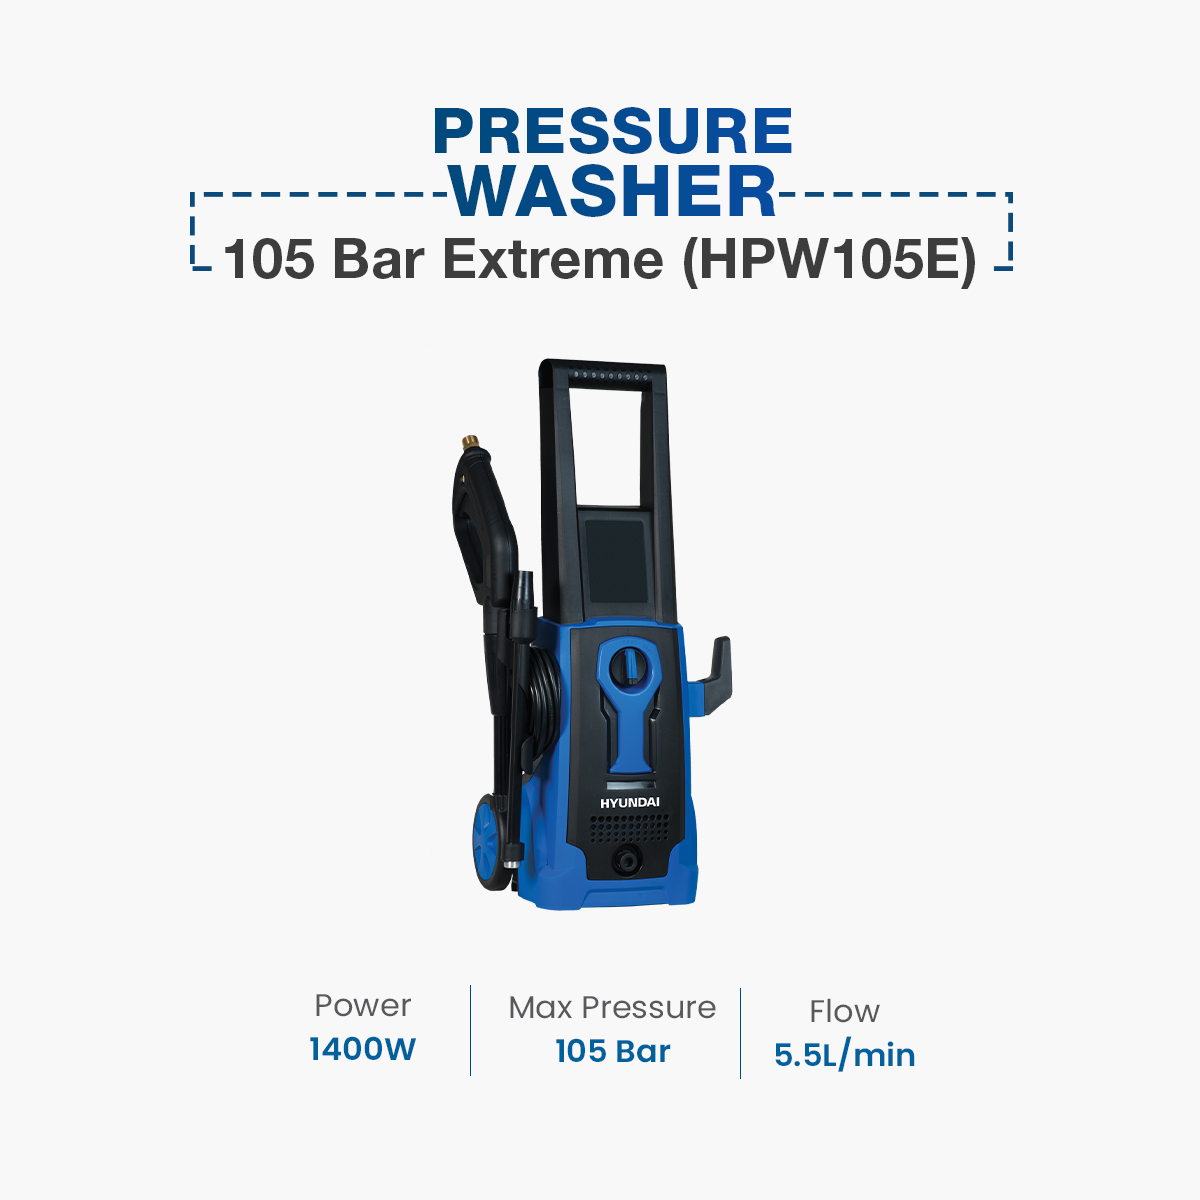 PRESSURE
WASHER
105 Bar Extreme (HPW105E)
HYUNDAI
Power
1400W
Max Pressure
105 Bar
Flow
5.5L/min